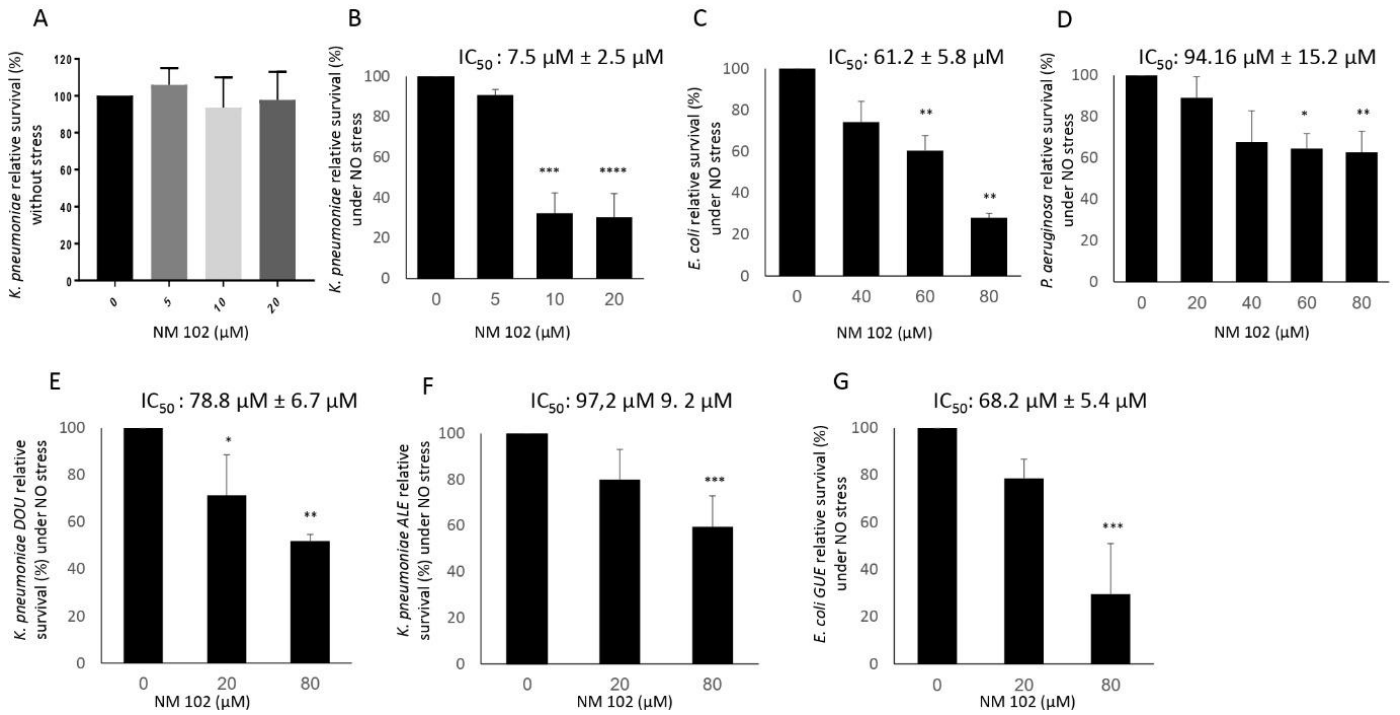 A
K. pneumoniae relative survival (%)
without stress
120
100
80
60
40
20
0
0
5
10
20
NM 102 (µM)
B
IC50 : 7.5 µM ± 2.5 µM
K. pneumoniae relative survival (%)
under NO stress
100
80
60
40
20
0
***
****
0
5
10
20
NM 102 (µM)
C
IC50: 61.2 ± 5.8 µM
E. coli relative survival (%)
under NO stress
100
80
60
40
20
0
**
**
0
40
60
80
NM 102 (µM)
D
IC50: 94.16 µM ± 15.2 µM
P. aeruginosa relative survival (%)
under NO stress
100
80
60
40
20
0
*
**
0
20
40
60
80
NM 102 (µM)
E
IC50 : 78.8 µM ± 6.7 µM
K. pneumoniae DOU relative
survival (%) under NO stress
100
80
60
40
20
0
*
**
0
20
80
NM 102 (µM)
F
IC50: 97,2 µM 9. 2 µM
K. pneumoniae ALE relative
survival (%) under NO stress
100
80
60
40
20
0
***
0
20
80
NM 102 (µM)
G
IC50: 68.2 µM ± 5.4 µM
E. coli GUE relative survival (%)
under NO stress
100
80
60
40
20
0
***
0
20
80
NM 102 (µM)